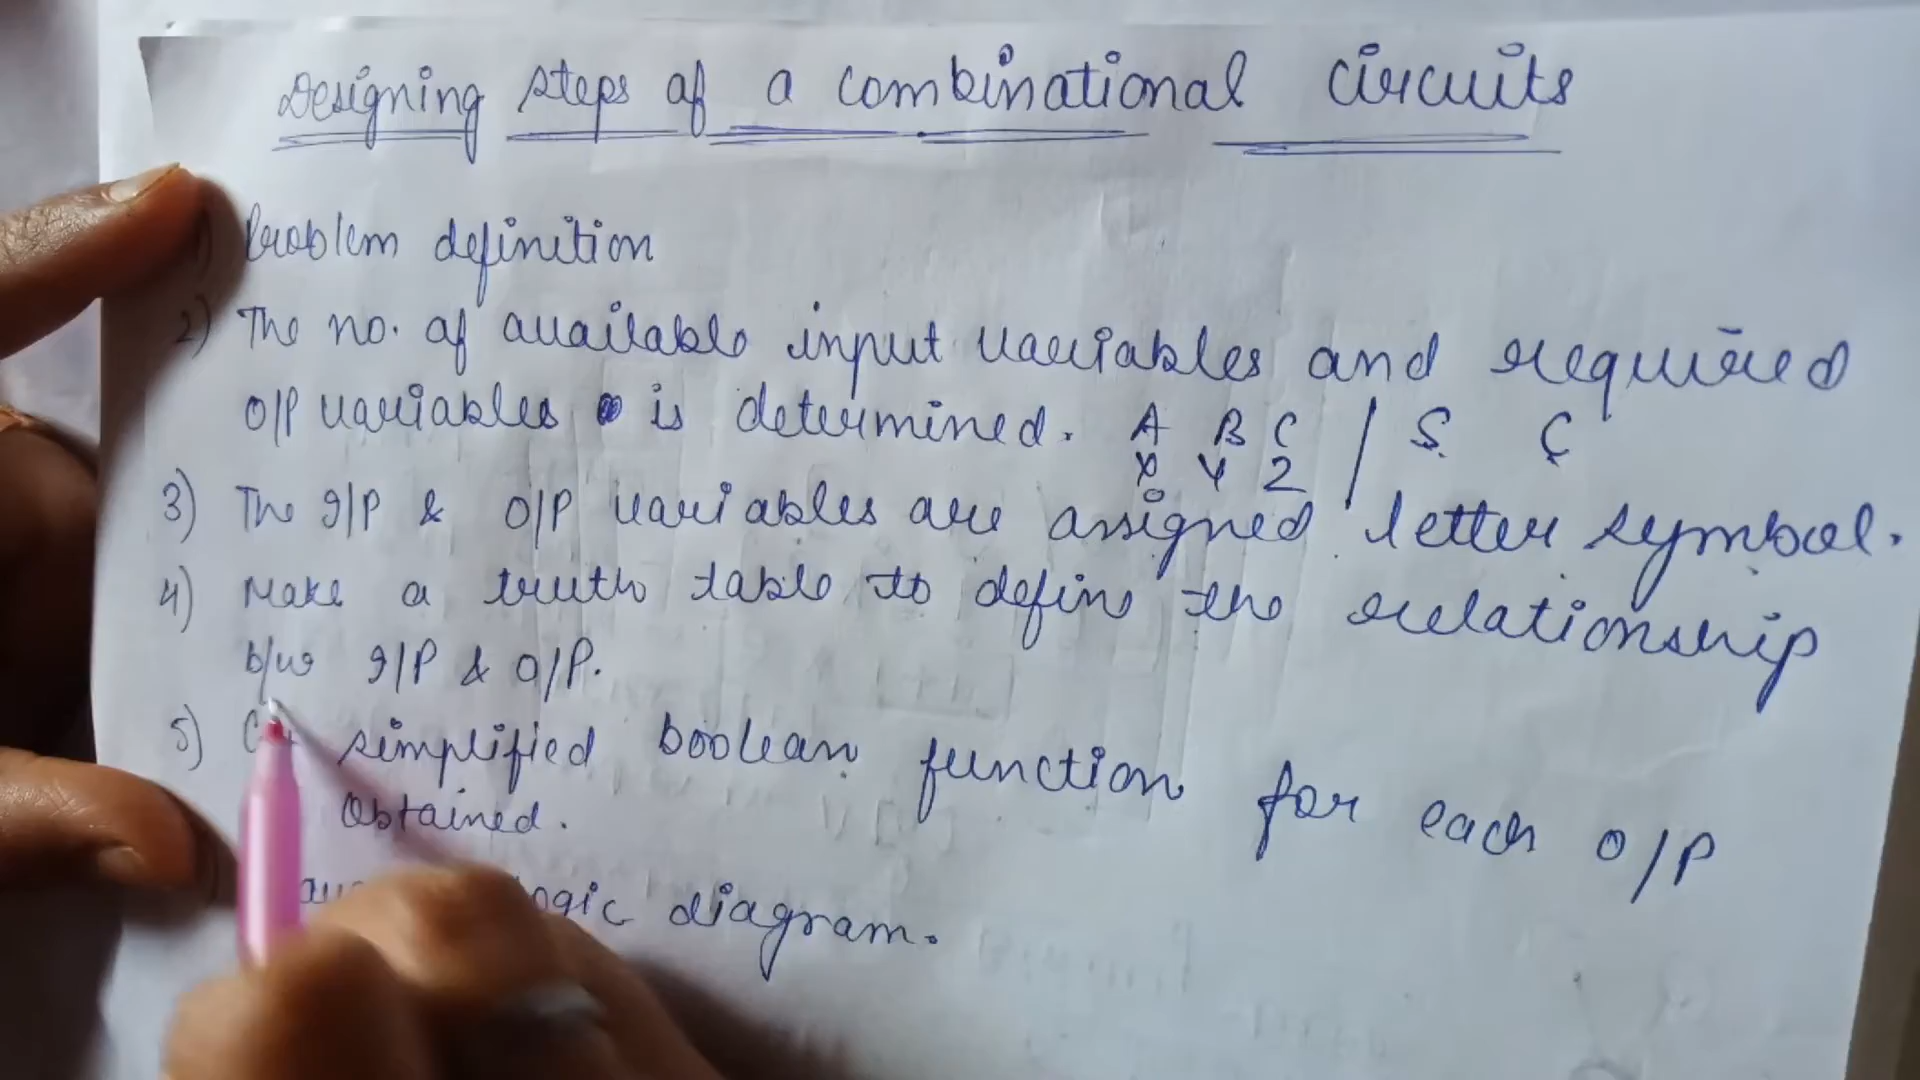 Designing steps of a combinational circuits
1) Problem definition
2) The no. of available input variables and required
O/P variables is determined. A B C / S C
X Y Z
3) The I/P & O/P variables are assigned letter symbol.
4) Make a truth table to define the relationship
b/w I/P & O/P.
5) simplified boolean function for each O/P
obtained.
logic diagram.